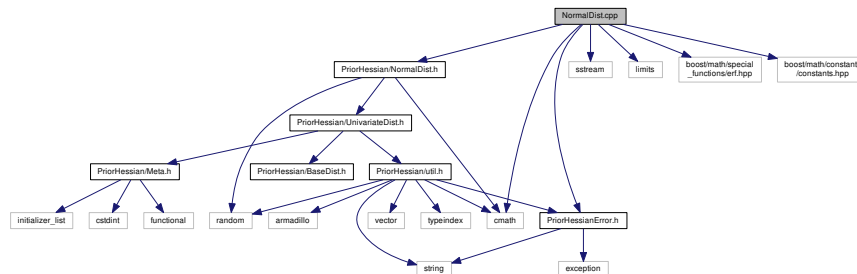 NormalDist.cpp
PriorHessian/NormalDist.h
sstream
limits
boost/math/special
_functions/erf.hpp
boost/math/constants
/constants.hpp
PriorHessian/UnivariateDist.h
PriorHessian/Meta.h
PriorHessian/BaseDist.h
PriorHessian/util.h
initializer_list
cstdint
functional
random
armadillo
vector
typeindex
cmath
PriorHessianError.h
string
exception